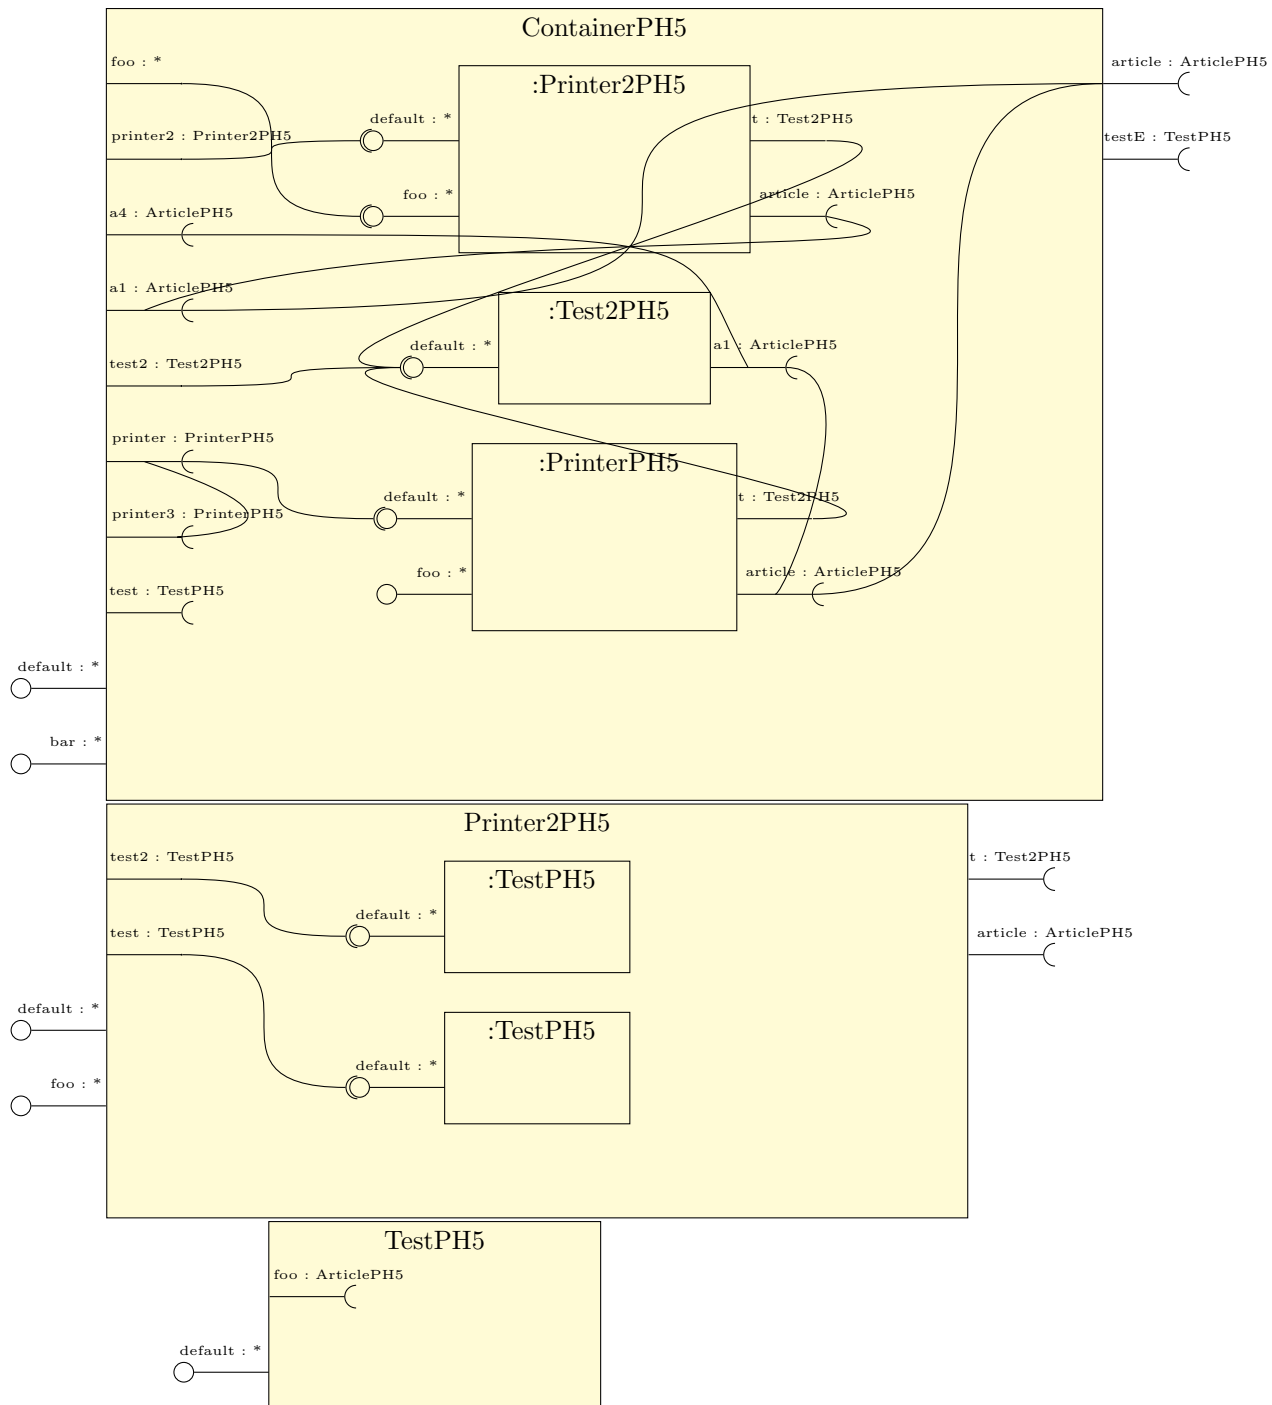 ContainerPH5
foo : *
article : ArticlePH5
:Printer2PH5
default : *
t : Test2PH5
printer2 : Printer2PH5
testE : TestPH5
foo : *
article : ArticlePH5
a4 : ArticlePH5
a1 : ArticlePH5
:Test2PH5
default : *
a1 : ArticlePH5
test2 : Test2PH5
printer : PrinterPH5
:PrinterPH5
default : *
t : Test2PH5
printer3 : PrinterPH5
foo : *
article : ArticlePH5
test : TestPH5
default : *
bar : *
Printer2PH5
test2 : TestPH5
t : Test2PH5
:TestPH5
default : *
test : TestPH5
article : ArticlePH5
default : *
:TestPH5
default : *
foo : *
TestPH5
foo : ArticlePH5
default : *